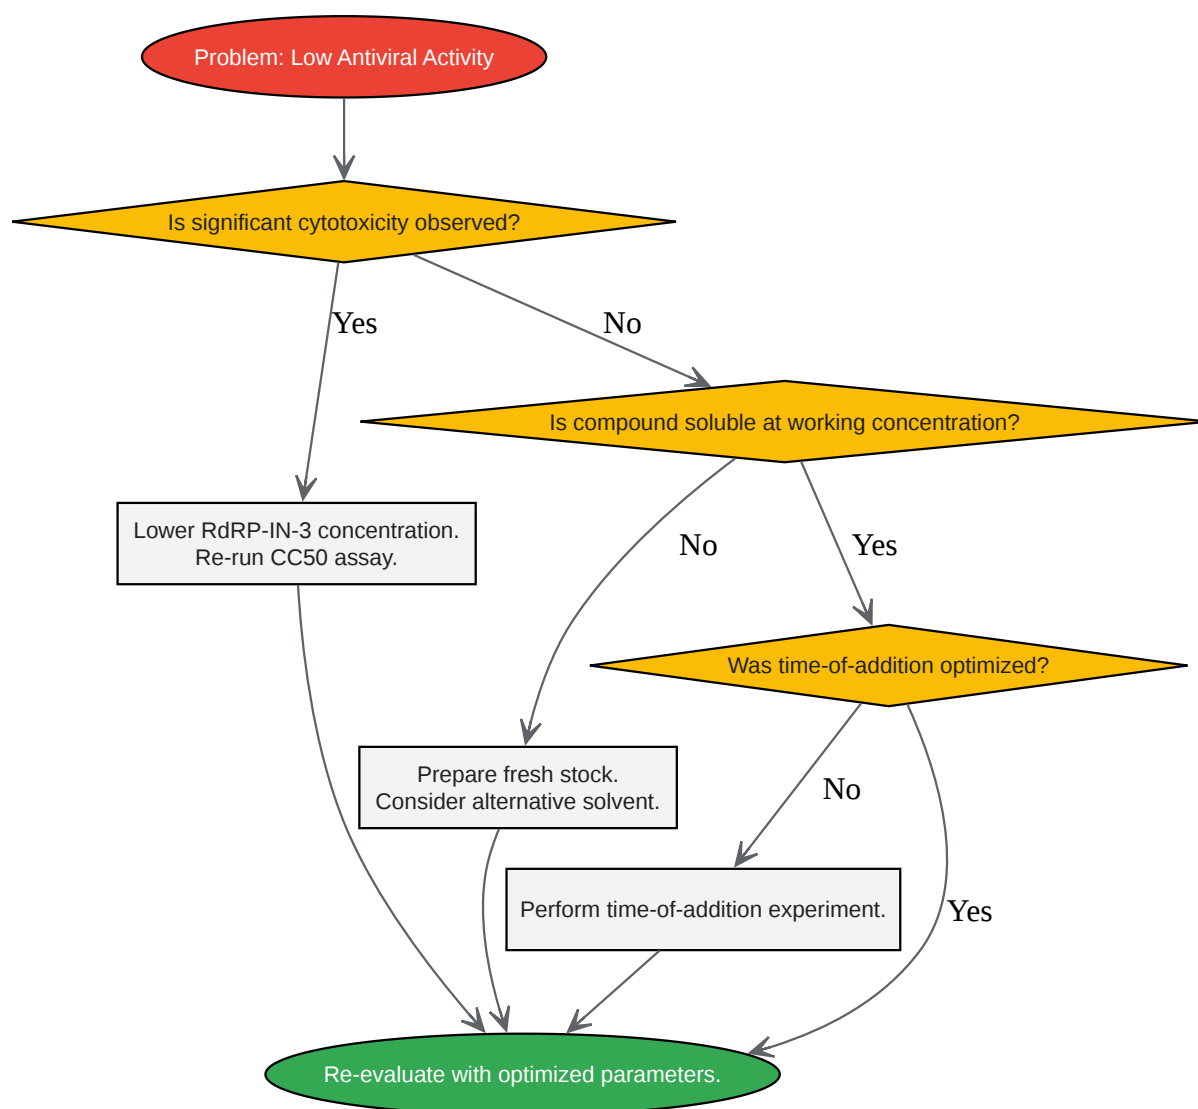 Problem: Low Antiviral Activity
Is significant cytotoxicity observed?
Yes
No
Is compound soluble at working concentration?
Lower RdRP-IN-3 concentration.
Re-run CC50 assay.
No
Yes
Was time-of-addition optimized?
Prepare fresh stock.
Consider alternative solvent.
No
Perform time-of-addition experiment.
Yes
Re-evaluate with optimized parameters.